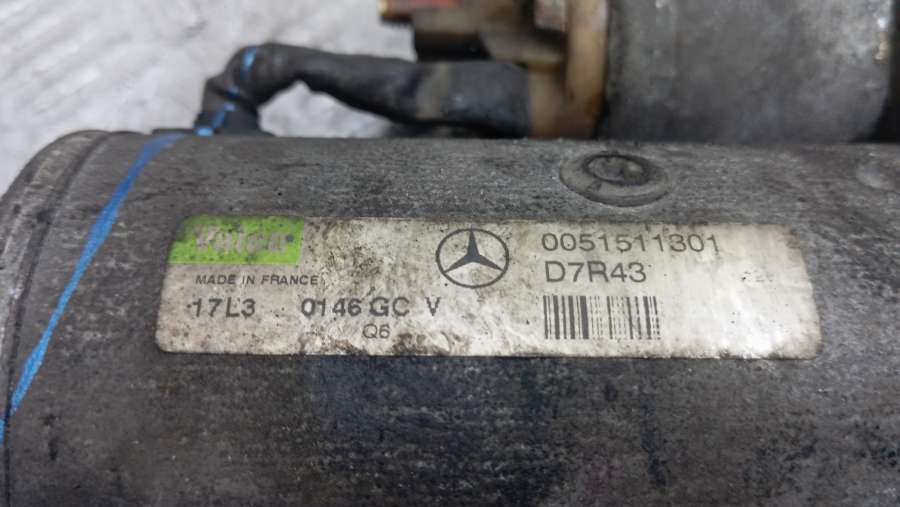 Valeo
0051511301
MADE IN FRANCE
D7R43
17L3 0146 GC V
Q6